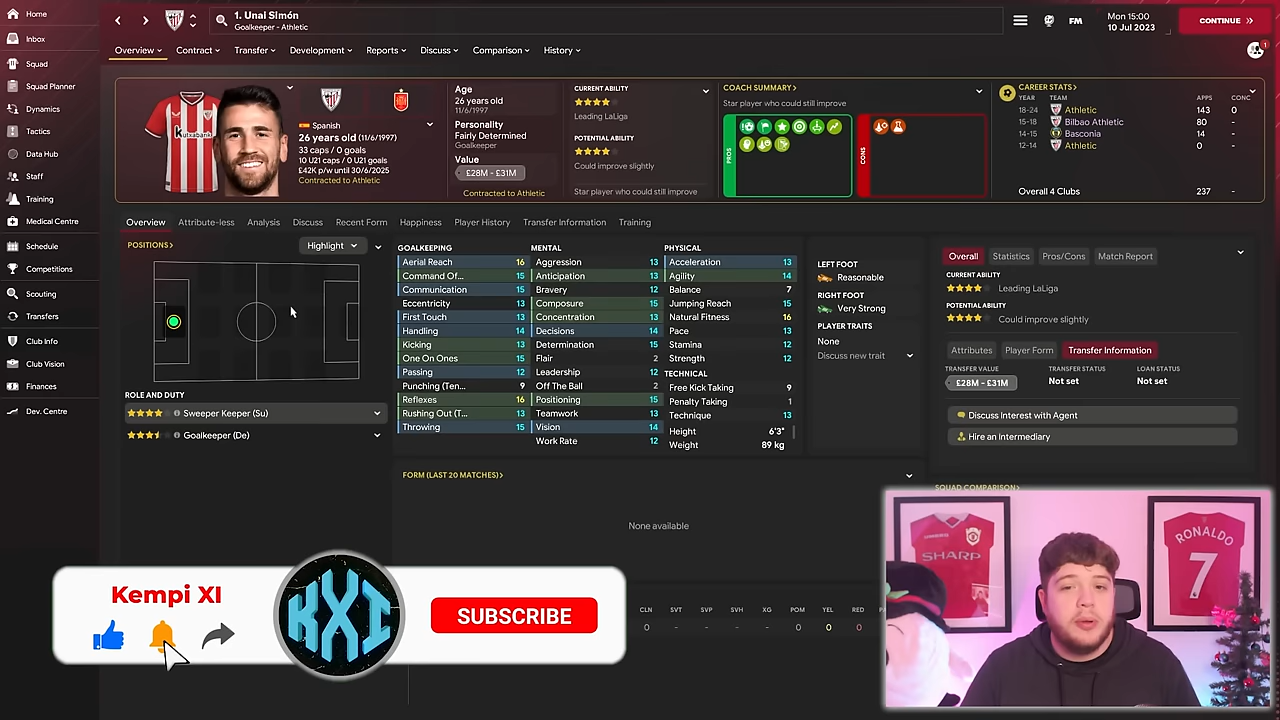 Home
Inbox
Squad
Squad Planner
Dynamics
Tactics
Data Hub
Staff
Training
Medical Centre
Schedule
Competitions
Scouting
Transfers
Club Info
Club Vision
Finances
Dev. Centre
1. Unai Simón
Goalkeeper - Athletic
FM
Mon 15:00
10 Jul 2023
CONTINUE
1
Overview Contract Transfer Development Reports Discuss Comparison History
kutxabank
Spanish
26 years old (11/6/1997)
33 caps / 0 goals
10 U21 caps / 0 U21 goals
£42K p/w until 30/6/2025
Contracted to Athletic
Age
26 years old
11/6/1997
Personality
Fairly Determined
Goalkeeper
Value
£28M - £31M
Contracted to Athletic
CURRENT ABILITY
Leading LaLiga
POTENTIAL ABILITY
Could improve slightly
Star player who could still improve
COACH SUMMARY>
Star player who could still improve
PROS
CONS
CAREER STATS>
YEAR TEAM APPS CONC
18-24 Athletic 143 0
15-18 Bilbao Athletic 80 -
15-16 Basconia 14 -
12-14 Athletic 0 -
Overall 4 Clubs 237 -
Overview Attribute-less Analysis Discuss Recent Form Happiness Player History Transfer Information Training
POSITIONS>
Highlight
ROLE AND DUTY
Sweeper Keeper (Su)
Goalkeeper (De)
GOALKEEPING
Aerial Reach 16
Command Of... 15
Communication 15
Eccentricity 13
First Touch 13
Handling 14
Kicking 13
One On Ones 15
Passing 12
Punching (Ten... 9
Reflexes 16
Rushing Out (T... 13
Throwing 15
MENTAL
Aggression 13
Anticipation 13
Bravery 12
Composure 15
Concentration 13
Decisions 14
Determination 15
Flair 2
Leadership 12
Off The Ball 2
Positioning 15
Teamwork 13
Vision 14
Work Rate 12
PHYSICAL
Acceleration 13
Agility 14
Balance 7
Jumping Reach 15
Natural Fitness 16
Pace 13
Stamina 12
Strength 12
TECHNICAL
Free Kick Taking 9
Penalty Taking 1
Technique 13
Height 6'3"
Weight 89 kg
LEFT FOOT
Reasonable
RIGHT FOOT
Very Strong
PLAYER TRAITS
None
Discuss new trait
Overall Statistics Pros/Cons Match Report
CURRENT ABILITY
Leading LaLiga
POTENTIAL ABILITY
Could improve slightly
Attributes Player Form Transfer Information
TRANSFER VALUE TRANSFER STATUS LOAN STATUS
£28M - £31M Not set Not set
Discuss Interest with Agent
Hire an Intermediary
SQUAD COMPARISON>
FORM (LAST 20 MATCHES)>
None available
CLN SVT SVP SVH XG POM YEL RED
0 - - - - 0 0 0
Kempi XI
KXI
SUBSCRIBE
SHARP
RONALDO
7